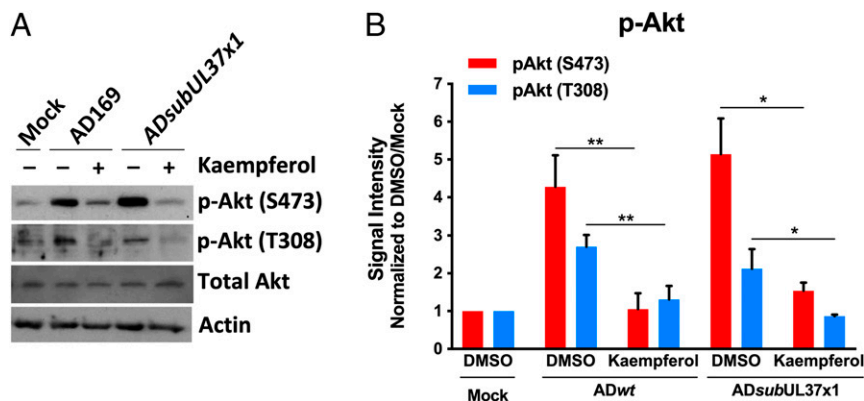 A
Mock
AD169
ADsubUL37x1
– – + – + Kaempferol
p-Akt (S473)
p-Akt (T308)
Total Akt
Actin
B
p-Akt
pAkt (S473)
pAkt (T308)
Signal Intensity
Normalized to DMSO/Mock
7
6
5
4
3
2
1
0
** ** * *
DMSO DMSO Kaempferol DMSO Kaempferol
Mock ADwt ADsubUL37x1